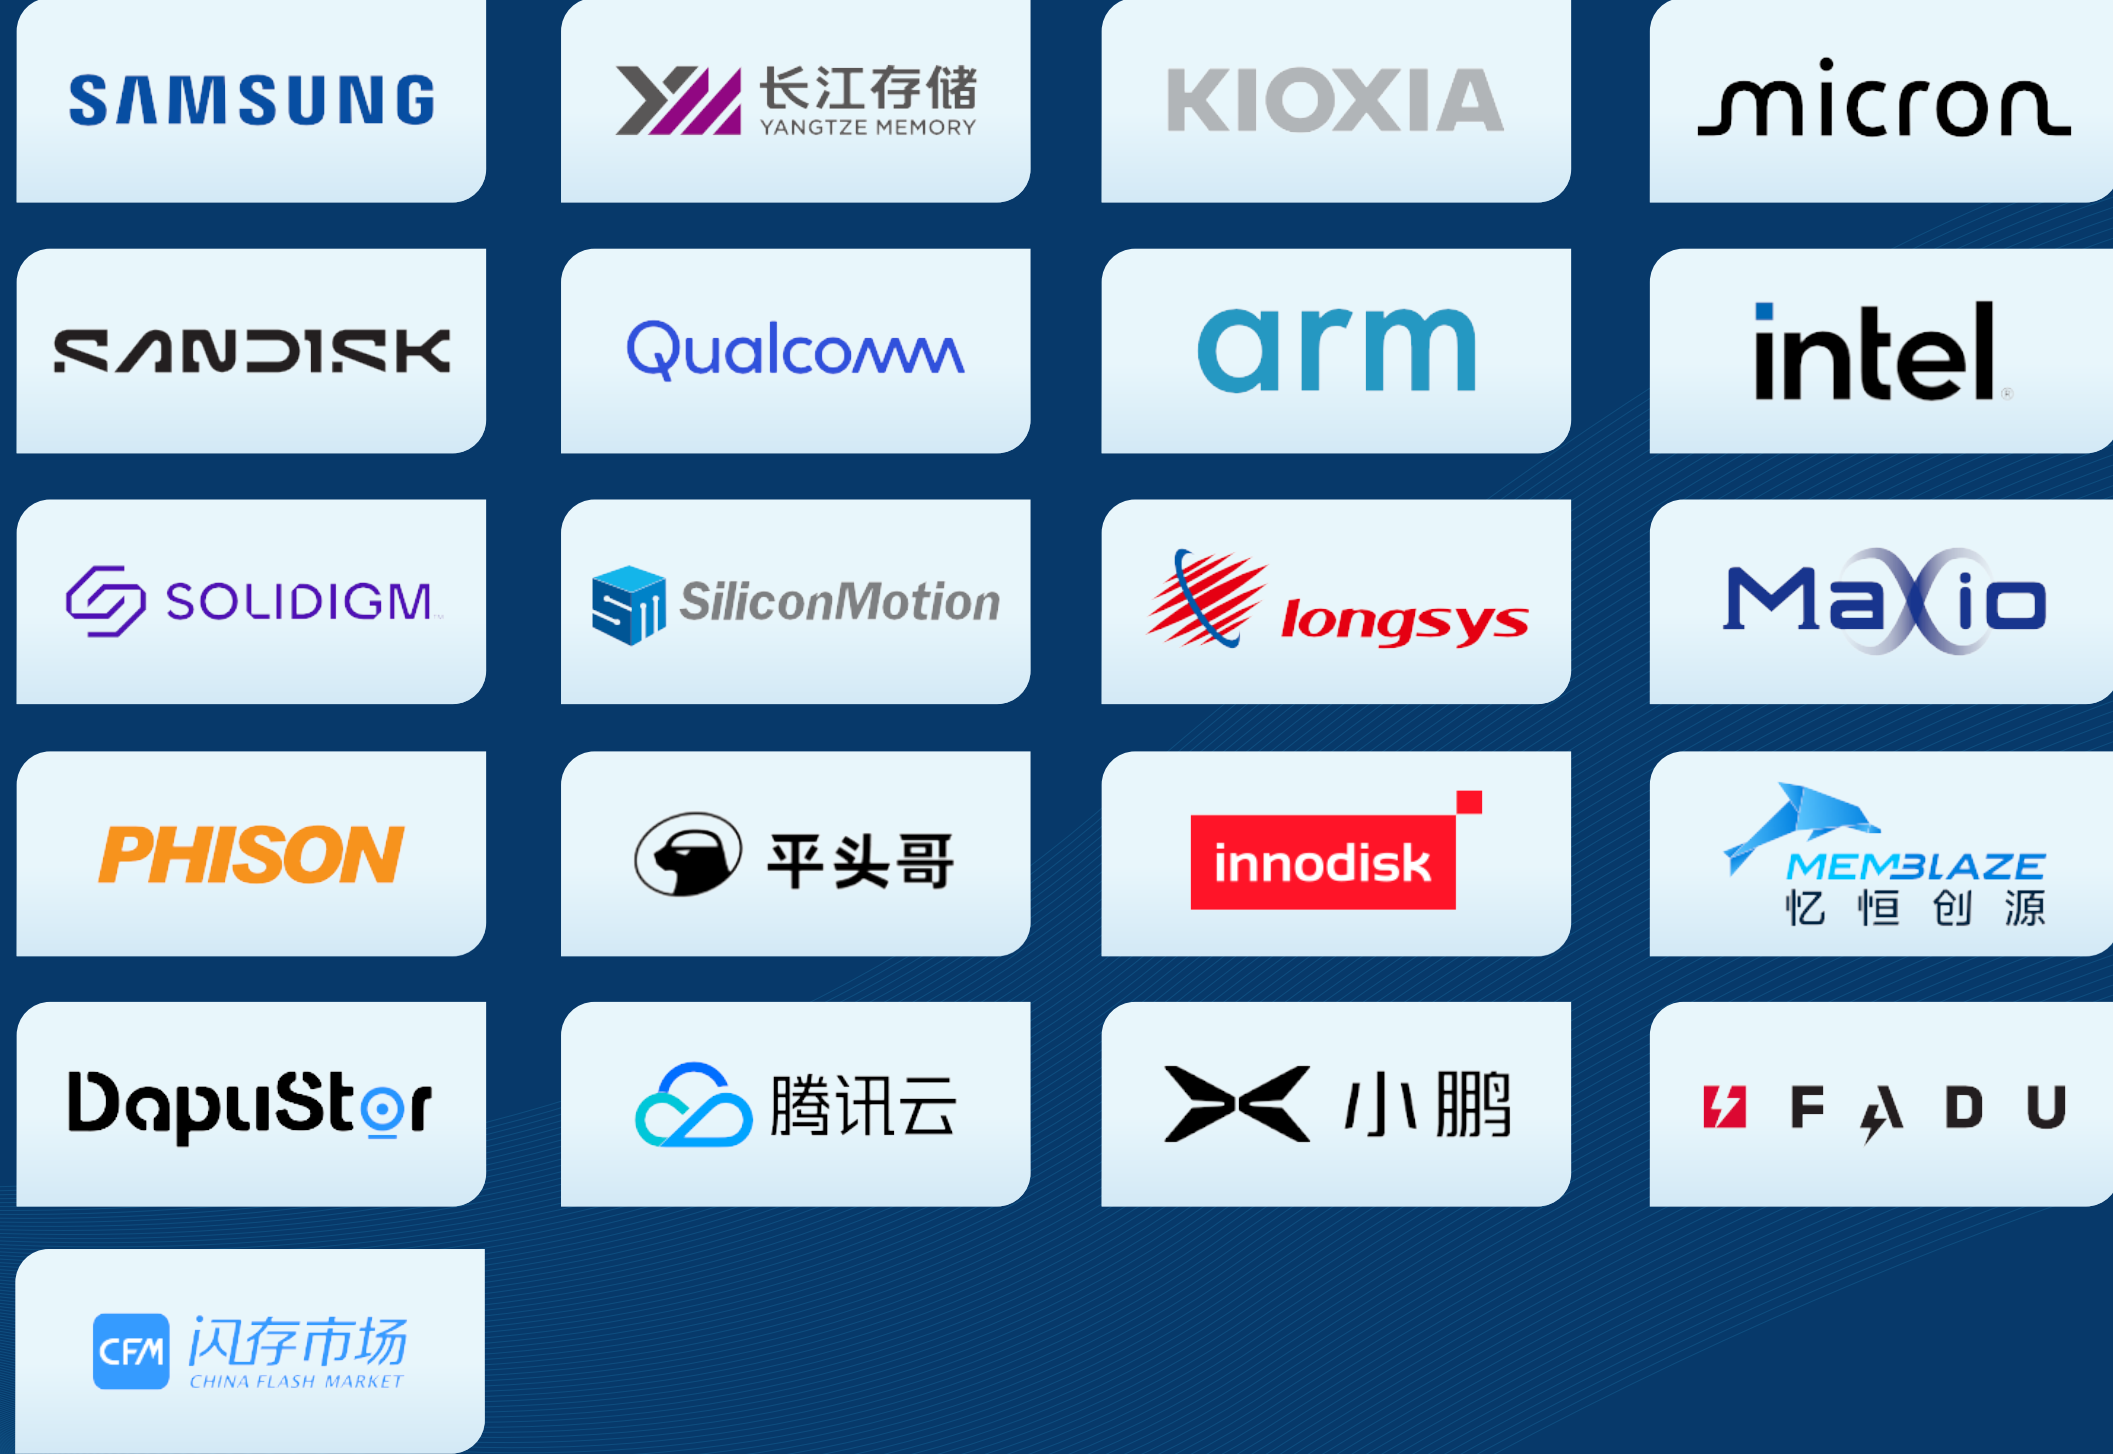 SAMSUNG
长江存储
YANGTZE MEMORY
KIOXIA
micron
SANDISK
Qualcomm
arm
intel
SOLIDIGM
SiliconMotion
longsys
Maxio
PHISON
平头哥
innodisk
MEMBLAZE
忆恒创源
DapuStor
腾讯云
小鹏
FADU
CFM
闪存市场
CHINA FLASH MARKET